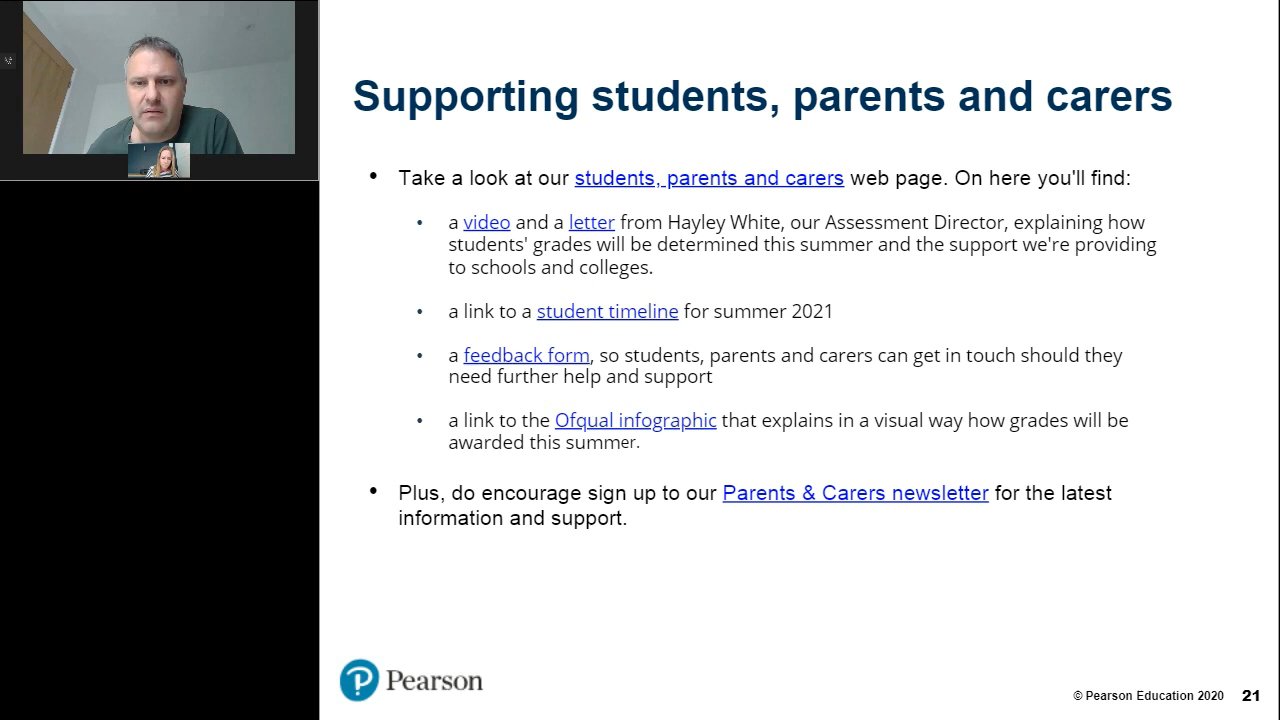 Supporting students, parents and carers
• Take a look at our students, parents and carers web page. On here you'll find:
• a video and a letter from Hayley White, our Assessment Director, explaining how
students' grades will be determined this summer and the support we're providing
to schools and colleges.
• a link to a student timeline for summer 2021
• a feedback form, so students, parents and carers can get in touch should they
need further help and support
• a link to the Ofqual infographic that explains in a visual way how grades will be
awarded this summer.
• Plus, do encourage sign up to our Parents & Carers newsletter for the latest
information and support.
Pearson
© Pearson Education 2020 21